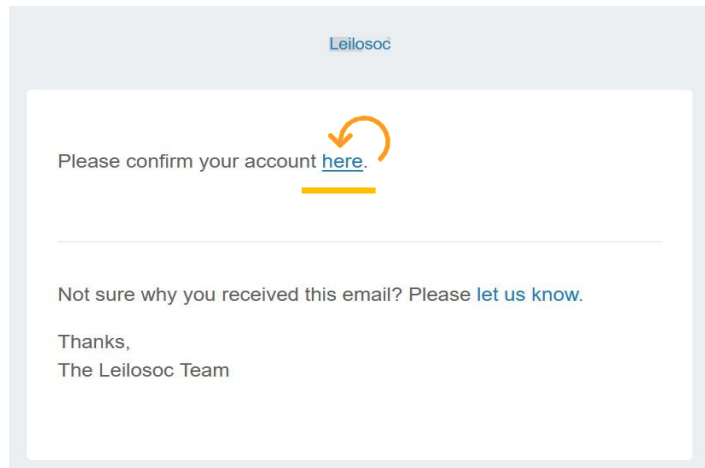 Leilosoc
Please confirm your account here.
Not sure why you received this email? Please let us know.
Thanks,
The Leilosoc Team